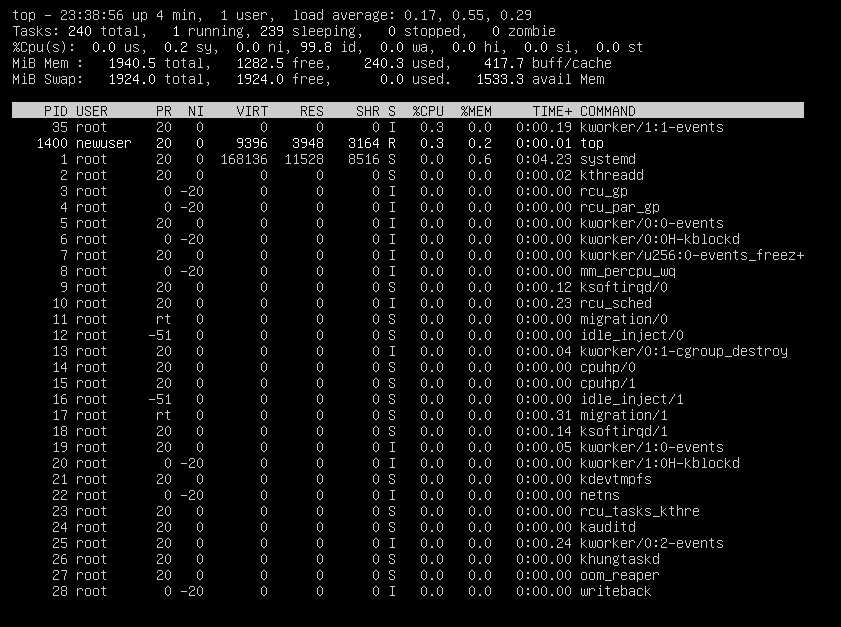 top - 23:38:56 up 4 min,  1 user,  load average: 0.17, 0.55, 0.29
Tasks: 240 total,   1 running, 239 sleeping,   0 stopped,   0 zombie
%Cpu(s):  0.0 us,  0.2 sy,  0.0 ni, 99.8 id,  0.0 wa,  0.0 hi,  0.0 si,  0.0 st
MiB Mem :   1940.5 total,   1282.5 free,    240.3 used,    417.7 buff/cache
MiB Swap:   1924.0 total,   1924.0 free,      0.0 used.   1533.3 avail Mem
    PID USER      PR  NI    VIRT    RES    SHR S  %CPU  %MEM     TIME+ COMMAND
     35 root      20   0       0      0      0 I   0.3   0.0   0:00.19 kworker/1:1-events
   1400 newuser   20   0    9396   3948   3164 R   0.3   0.2   0:00.01 top
      1 root      20   0  168136  11528   8516 S   0.0   0.6   0:04.23 systemd
      2 root      20   0       0      0      0 S   0.0   0.0   0:00.02 kthreadd
      3 root       0 -20       0      0      0 I   0.0   0.0   0:00.00 rcu_gp
      4 root       0 -20       0      0      0 I   0.0   0.0   0:00.00 rcu_par_gp
      5 root      20   0       0      0      0 I   0.0   0.0   0:00.00 kworker/0:0-events
      6 root       0 -20       0      0      0 I   0.0   0.0   0:00.00 kworker/0:0H-kblockd
      7 root      20   0       0      0      0 I   0.0   0.0   0:00.00 kworker/u256:0-events_freez+
      8 root       0 -20       0      0      0 I   0.0   0.0   0:00.00 mm_percpu_wq
      9 root      20   0       0      0      0 S   0.0   0.0   0:00.12 ksoftirqd/0
     10 root      20   0       0      0      0 I   0.0   0.0   0:00.23 rcu_sched
     11 root      rt   0       0      0      0 S   0.0   0.0   0:00.00 migration/0
     12 root     -51   0       0      0      0 S   0.0   0.0   0:00.00 idle_inject/0
     13 root      20   0       0      0      0 I   0.0   0.0   0:00.04 kworker/0:1-cgroup_destroy
     14 root      20   0       0      0      0 S   0.0   0.0   0:00.00 cpuhp/0
     15 root      20   0       0      0      0 S   0.0   0.0   0:00.00 cpuhp/1
     16 root     -51   0       0      0      0 S   0.0   0.0   0:00.00 idle_inject/1
     17 root      rt   0       0      0      0 S   0.0   0.0   0:00.31 migration/1
     18 root      20   0       0      0      0 S   0.0   0.0   0:00.14 ksoftirqd/1
     19 root      20   0       0      0      0 I   0.0   0.0   0:00.05 kworker/1:0-events
     20 root       0 -20       0      0      0 I   0.0   0.0   0:00.00 kworker/1:0H-kblockd
     21 root      20   0       0      0      0 S   0.0   0.0   0:00.00 kdevtmpfs
     22 root       0 -20       0      0      0 I   0.0   0.0   0:00.00 netns
     23 root      20   0       0      0      0 S   0.0   0.0   0:00.00 rcu_tasks_kthre
     24 root      20   0       0      0      0 S   0.0   0.0   0:00.00 kauditd
     25 root      20   0       0      0      0 I   0.0   0.0   0:00.24 kworker/0:2-events
     26 root      20   0       0      0      0 S   0.0   0.0   0:00.00 khungtaskd
     27 root      20   0       0      0      0 S   0.0   0.0   0:00.00 oom_reaper
     28 root       0 -20       0      0      0 I   0.0   0.0   0:00.00 writeback